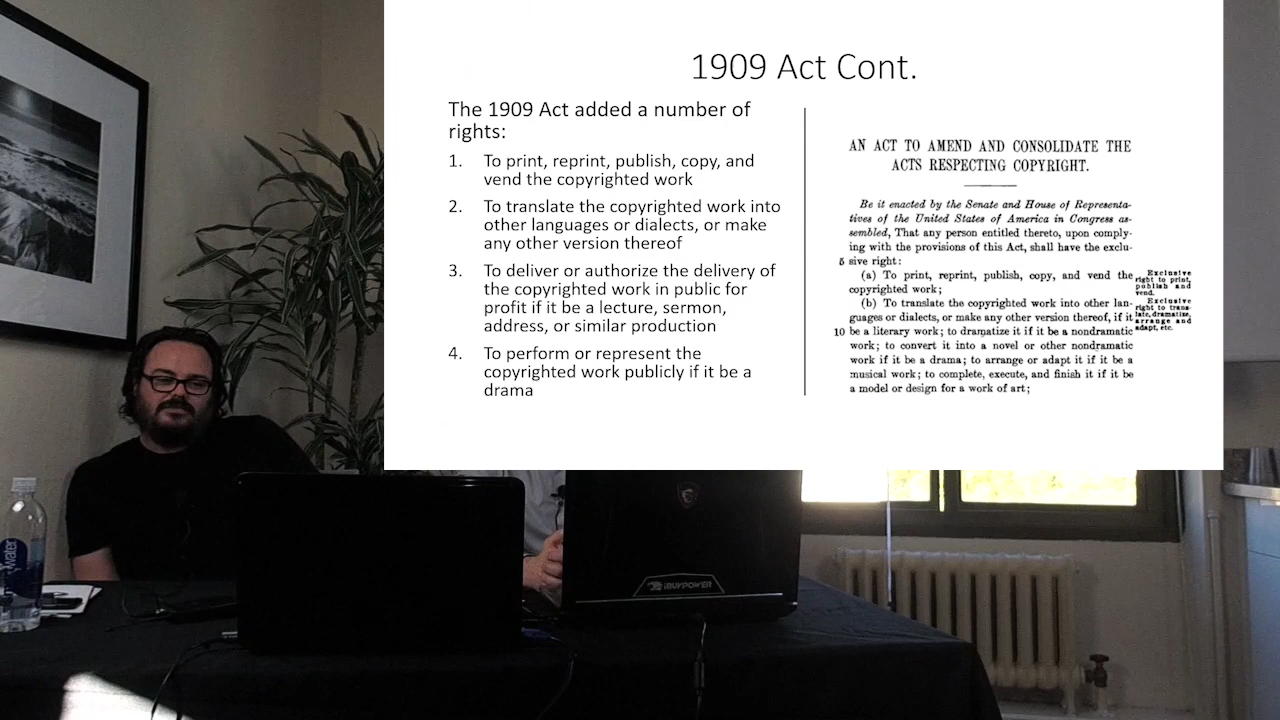 1909 Act Cont.
The 1909 Act added a number of
rights:
1. To print, reprint, publish, copy, and
vend the copyrighted work
2. To translate the copyrighted work into
other languages or dialects, or make
any other version thereof
3. To deliver or authorize the delivery of
the copyrighted work in public for
profit if it be a lecture, sermon,
address, or similar production
4. To perform or represent the
copyrighted work publicly if it be a
drama
AN ACT TO AMEND AND CONSOLIDATE THE
ACTS RESPECTING COPYRIGHT.
Be it enacted by the Senate and House of Representa-
tives of the United States of America in Congress as-
sembled, That any person entitled thereto, upon comply-
ing with the provisions of this Act, shall have the exclu-
5 sive right:
(a) To print, reprint, publish, copy, and vend the
copyrighted work;
(b) To translate the copyrighted work into other lan-
guages or dialects, or make any other version thereof, if it
10 be a literary work; to dramatize it if it be a nondramatic
work; to convert it into a novel or other nondramatic
work if it be a drama; to arrange or adapt it if it be a
musical work; to complete, execute, and finish it if it be
a model or design for a work of art;
Exclusive
right to print,
publish and
vend.
Exclusive
right to trans-
late, dramatize,
arrange and
adapt, etc.
water
iBUYPOWER